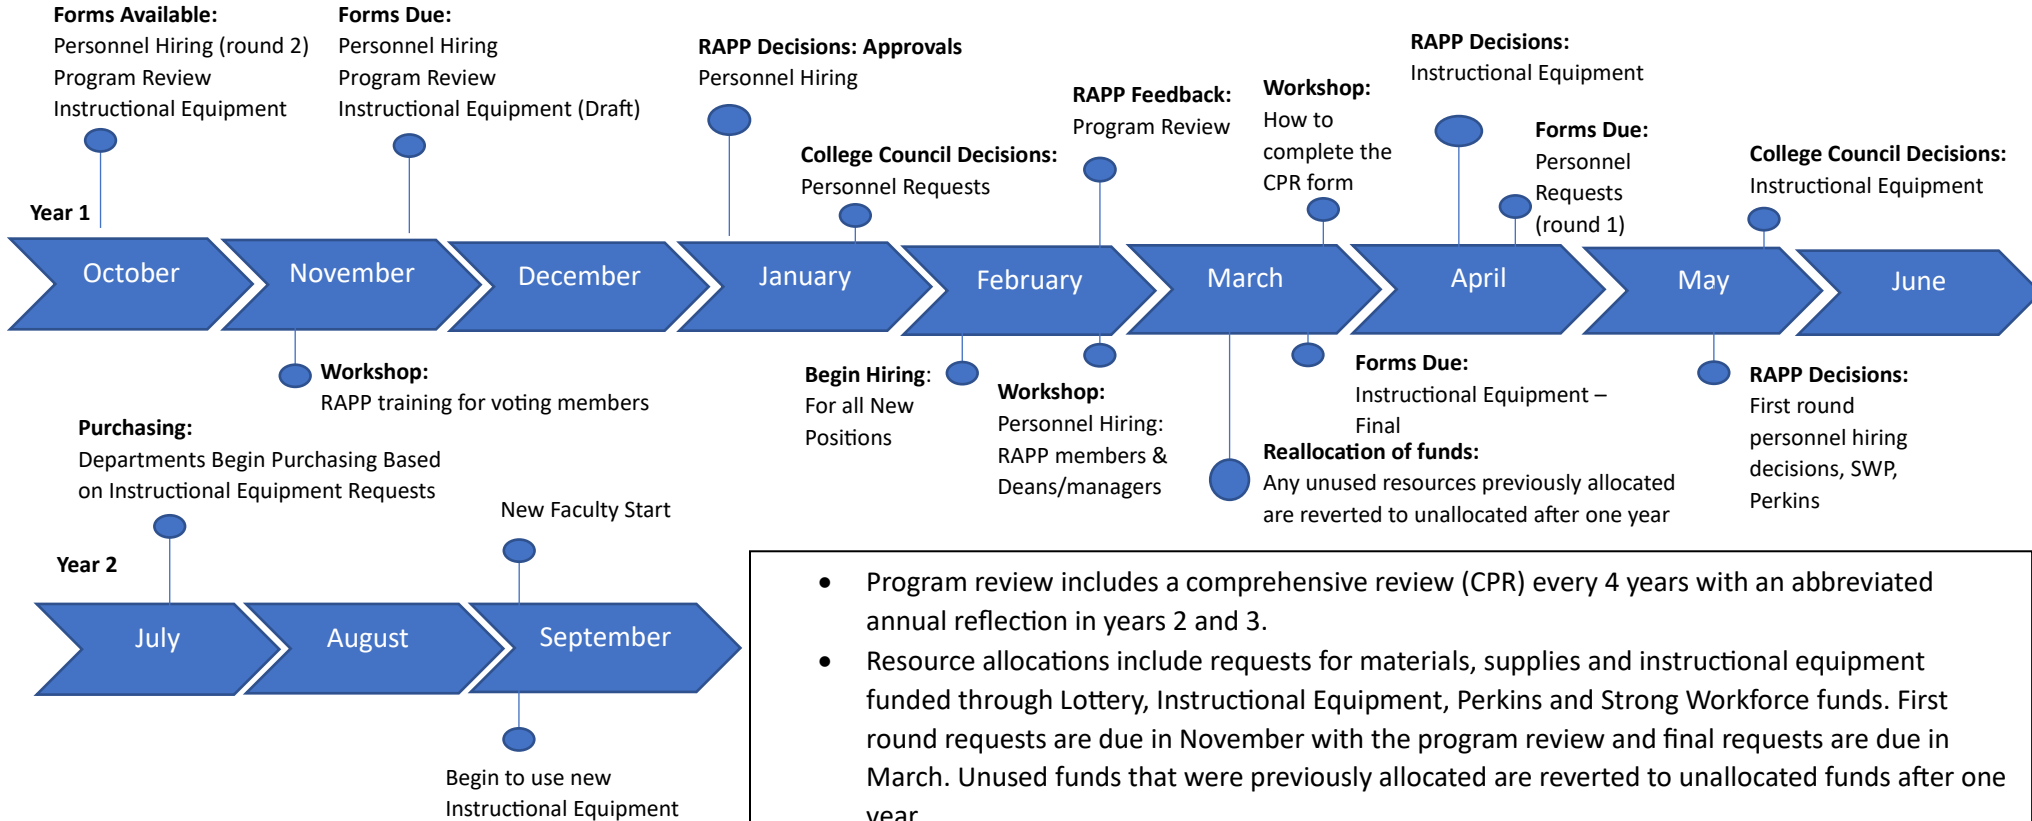 Forms Available:
Personnel Hiring (round 2)
Program Review
Instructional Equipment
Forms Due:
Personnel Hiring
Program Review
Instructional Equipment (Draft)
RAPP Decisions: Approvals
Personnel Hiring
College Council Decisions:
Personnel Requests
RAPP Feedback:
Program Review
Workshop:
How to
complete the
CPR form
RAPP Decisions:
Instructional Equipment
Forms Due:
Personnel
Requests
(round 1)
College Council Decisions:
Instructional Equipment
Year 1
October
November
December
January
February
March
April
May
June
Workshop:
RAPP training for voting members
Begin Hiring:
For all New
Positions
Workshop:
Personnel Hiring:
RAPP members &
Deans/managers
Forms Due:
Instructional Equipment –
Final
Reallocation of funds:
Any unused resources previously allocated
are reverted to unallocated after one year
RAPP Decisions:
First round
personnel hiring
decisions, SWP,
Perkins
Purchasing:
Departments Begin Purchasing Based
on Instructional Equipment Requests
New Faculty Start
Year 2
July
August
September
Begin to use new
Instructional Equipment
• Program review includes a comprehensive review (CPR) every 4 years with an abbreviated
annual reflection in years 2 and 3.
• Resource allocations include requests for materials, supplies and instructional equipment
funded through Lottery, Instructional Equipment, Perkins and Strong Workforce funds. First
round requests are due in November with the program review and final requests are due in
March. Unused funds that were previously allocated are reverted to unallocated funds after one
year